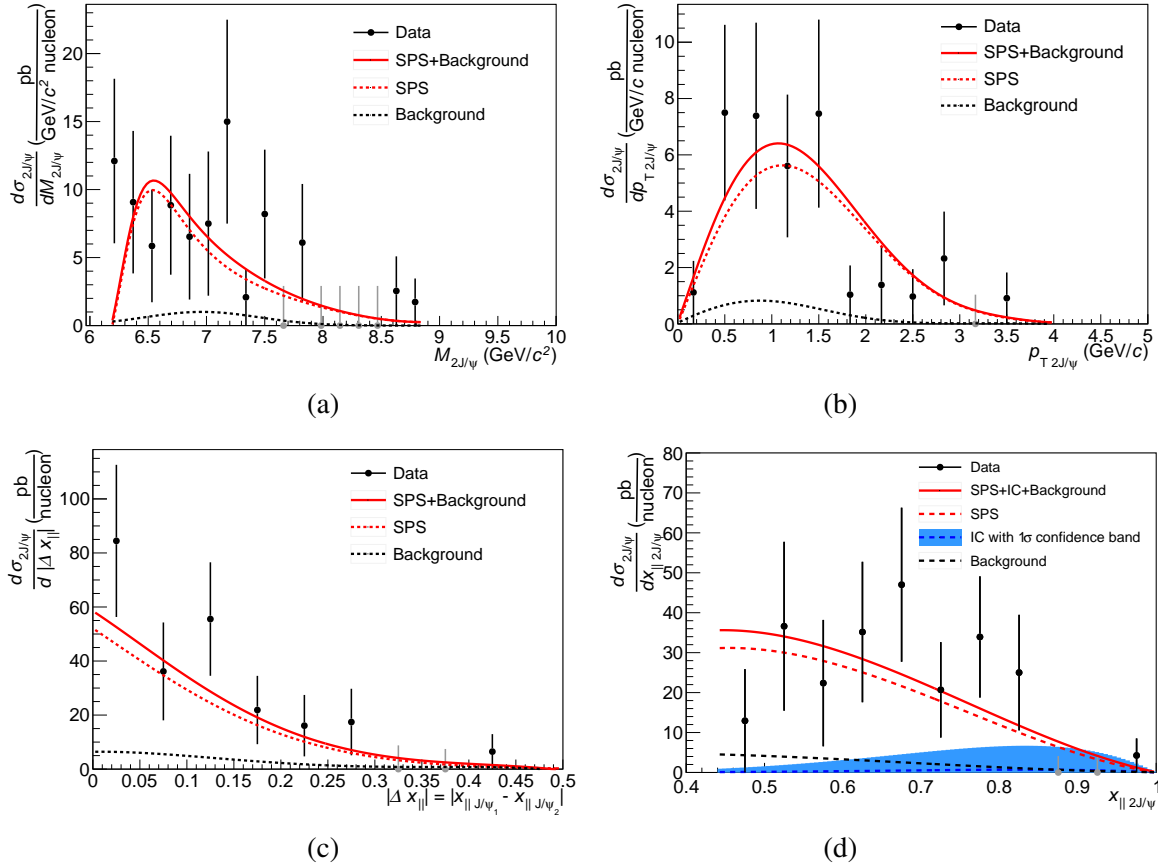 dσ2J/ψ / dM2J/ψ (pb / GeV/c² nucleon)
20
15
10
5
0
Data
SPS+Background
SPS
Background
6 6.5 7 7.5 8 8.5 9 9.5 10
M2J/ψ (GeV/c²)
(a)
dσ2J/ψ / dpT 2J/ψ (pb / GeV/c nucleon)
10
8
6
4
2
0
Data
SPS+Background
SPS
Background
0 0.5 1 1.5 2 2.5 3 3.5 4 4.5 5
pT 2J/ψ (GeV/c)
(b)
dσ2J/ψ / d |Δ x||| (pb / nucleon)
100
80
60
40
20
0
Data
SPS+Background
SPS
Background
0 0.05 0.1 0.15 0.2 0.25 0.3 0.35 0.4 0.45 0.5
|Δ x||| = |x|| J/ψ1 - x|| J/ψ2|
(c)
dσ2J/ψ / dx|| 2J/ψ (pb / nucleon)
80
70
60
50
40
30
20
10
0
Data
SPS+IC+Background
SPS
IC with 1σ confidence band
Background
0.4 0.5 0.6 0.7 0.8 0.9 1
x|| 2J/ψ
(d)